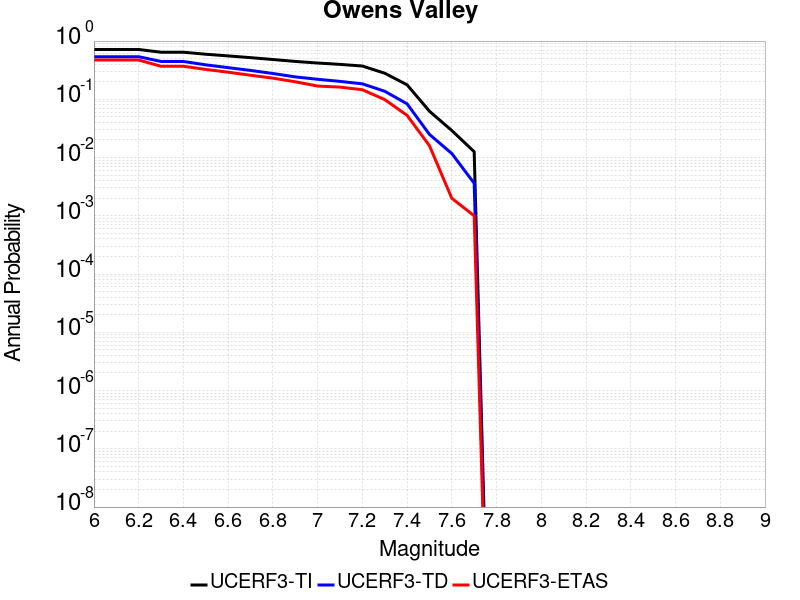 Owens Valley
10^0
10^-1
10^-2
10^-3
10^-4
10^-5
10^-6
10^-7
10^-8
Annual Probability
6 6.2 6.4 6.6 6.8 7 7.2 7.4 7.6 7.8 8 8.2 8.4 8.6 8.8 9
Magnitude
UCERF3-TI UCERF3-TD UCERF3-ETAS